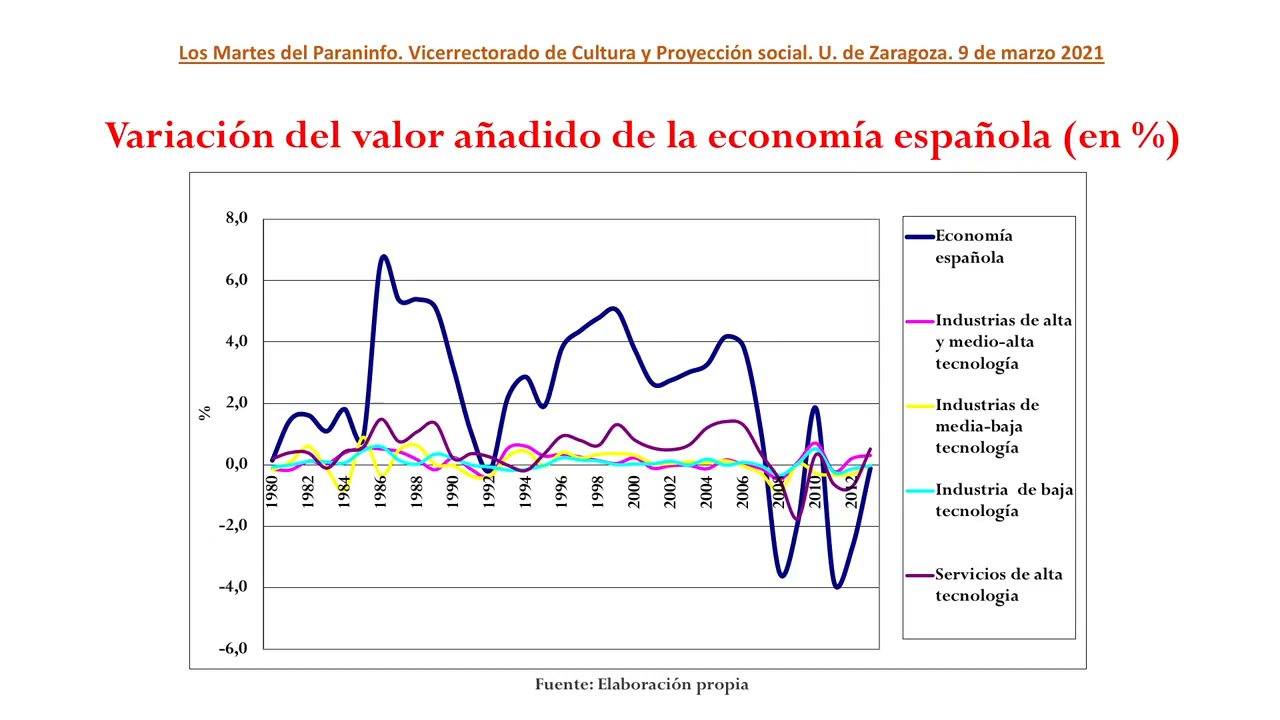 Los Martes del Paraninfo. Vicerrectorado de Cultura y Proyección social. U. de Zaragoza. 9 de marzo 2021
Variación del valor añadido de la economía española (en %)
8,0
6,0
4,0
2,0
0,0
-2,0
-4,0
-6,0
%
1980
1982
1984
1986
1988
1990
1992
1994
1996
1998
2000
2002
2004
2006
2008
2010
2012
Economía
española
Industrias de alta
y medio-alta
tecnología
Industrias de
media-baja
tecnología
Industria de baja
tecnología
Servicios de alta
tecnologia
Fuente: Elaboración propia